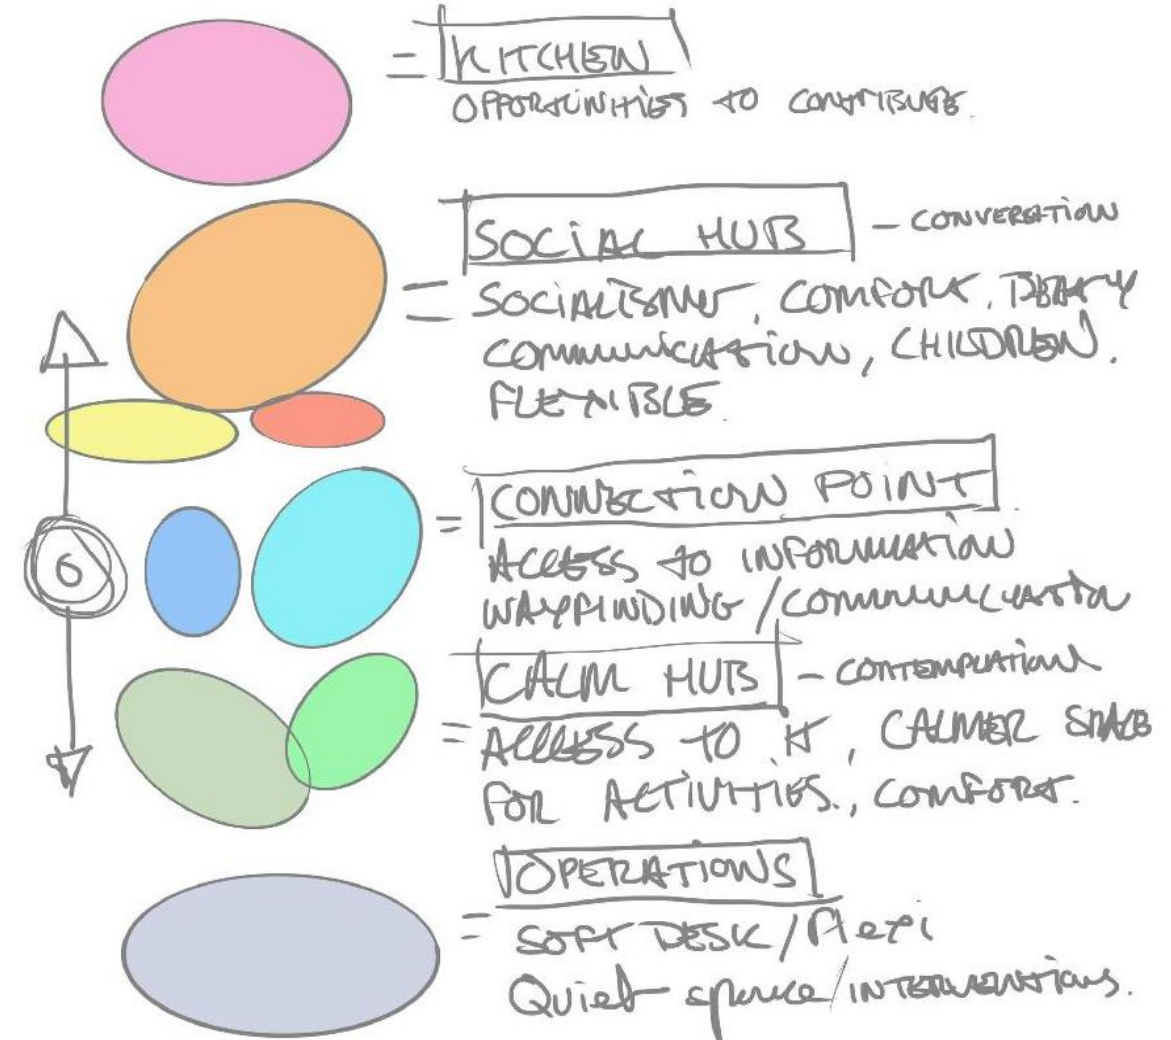 = KITCHEN
OPPORTUNITIES TO CONTRIBUTE.
SOCIAL HUB - CONVERSATION
= SOCIALISING, COMFORT,
COMMUNICATION, CHILDREN.
FLEXIBLE
= CONNECTION POINT
ACCESS TO INFORMATION
WAYFINDING / COMMUNICATION
6
CALM HUB - CONTEMPLATION
= ACCESS TO IT, CALMER SPACE
FOR ACTIVITIES., COMFORT.
OPERATIONS
= SOFT DESK / Flexi
Quiet space / INTERVENTIONS.